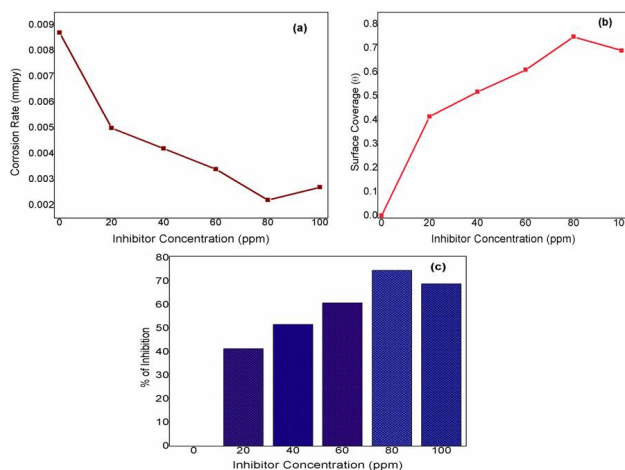 (a)
Corrosion Rate (mmpy)
0.009
0.008
0.007
0.006
0.005
0.004
0.003
0.002
0 20 40 60 80 100
Inhibitor Concentration (ppm)
(b)
Surface Coverage (θ)
0.8
0.7
0.6
0.5
0.4
0.3
0.2
0.1
0.0
0 20 40 60 80 10
Inhibitor Concentration (ppm)
(c)
% of Inhibition
80
70
60
50
40
30
20
10
0
0 20 40 60 80 100
Inhibitor Concentration (ppm)